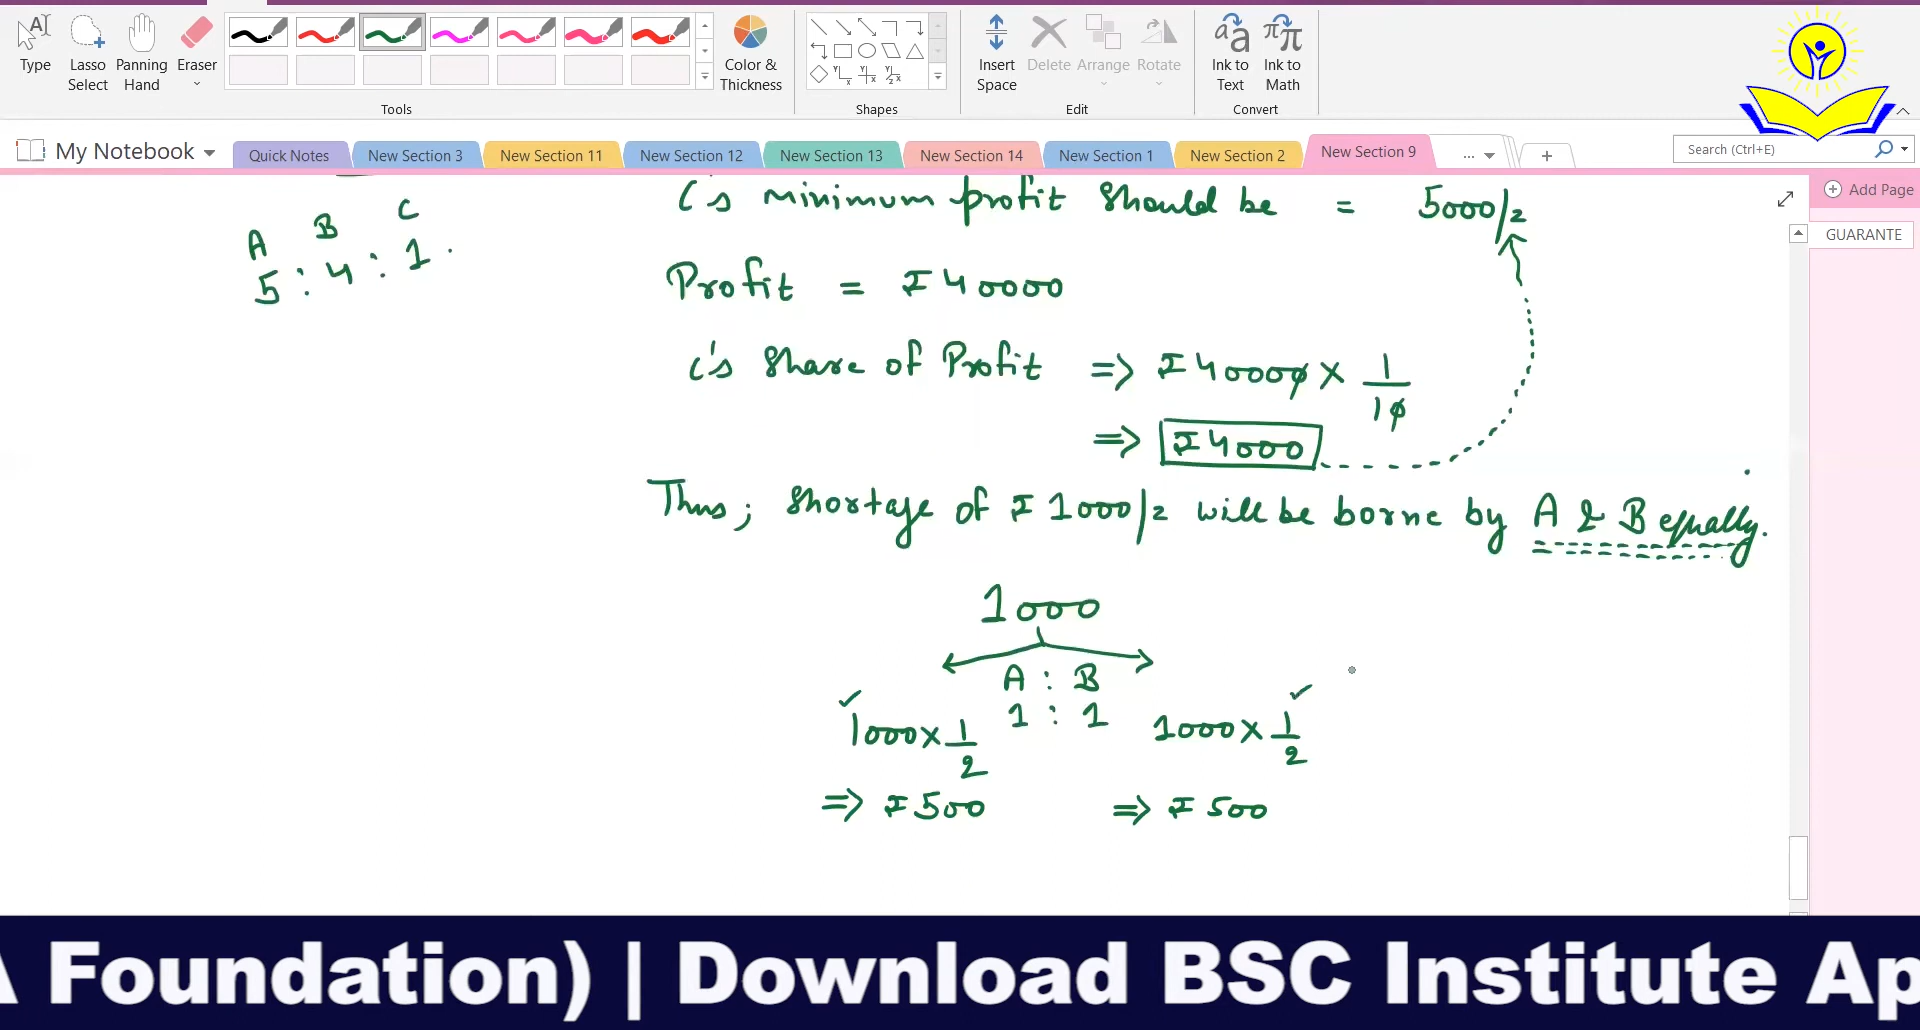 Type
Lasso Select
Panning Hand
Eraser
Color & Thickness
Insert Space
Delete
Arrange
Rotate
Ink to Text
Ink to Math
Tools
Shapes
Edit
Convert
My Notebook
Quick Notes
New Section 3
New Section 11
New Section 12
New Section 13
New Section 14
New Section 1
New Section 2
New Section 9
...
+
Search (Ctrl+E)
Add Page
GUARANTE
A B C
5 : 4 : 1 .
C's minimum profit should be = 5000/=
Profit = ₹ 40000
C's Share of Profit => ₹ 40000 × 1/10
=> ₹ 4000
Thus; Shortage of ₹ 1000/= will be borne by A & B equally.
1000
A : B
1 : 1
1000 × 1/2
1000 × 1/2
=> ₹ 500
=> ₹ 500
A Foundation) | Download BSC Institute Ap